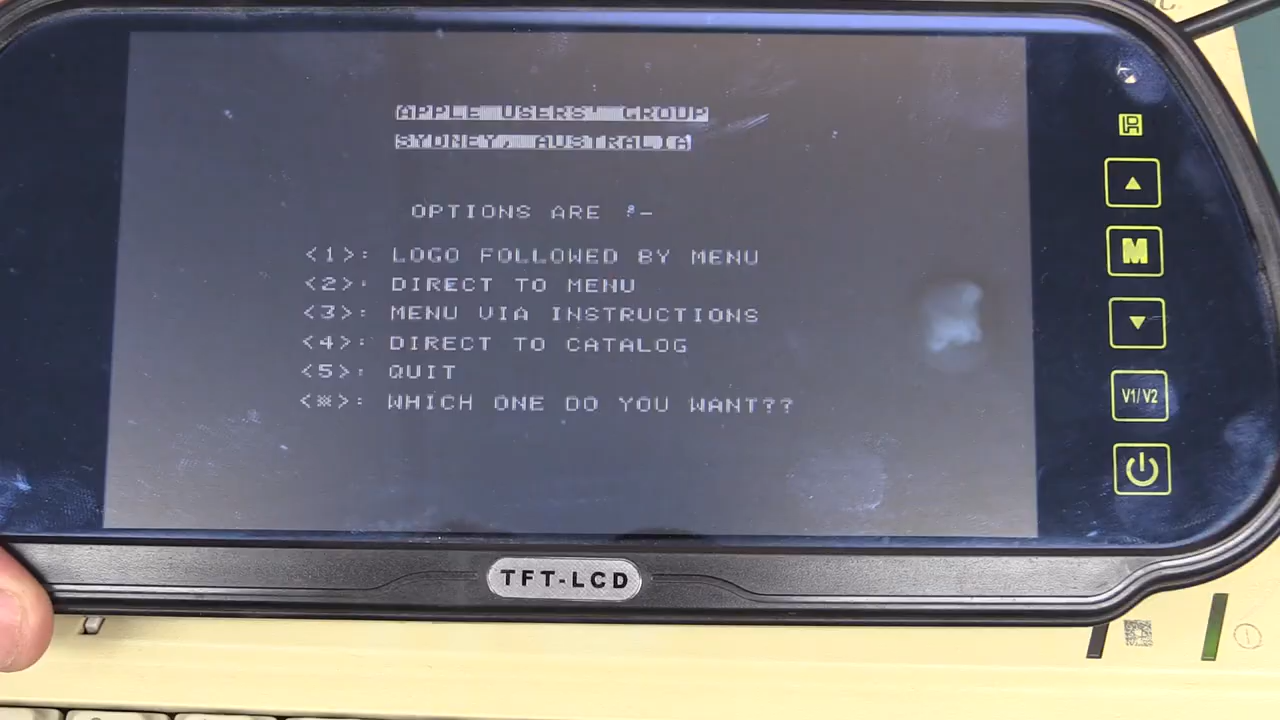 APPLE USERS' GROUP
SYDNEY, AUSTRALIA
OPTIONS ARE :-
<1>: LOGO FOLLOWED BY MENU
<2>: DIRECT TO MENU
<3>: MENU VIA INSTRUCTIONS
<4>: DIRECT TO CATALOG
<5>: QUIT
<*>: WHICH ONE DO YOU WANT??
M
V1/V2
TFT-LCD